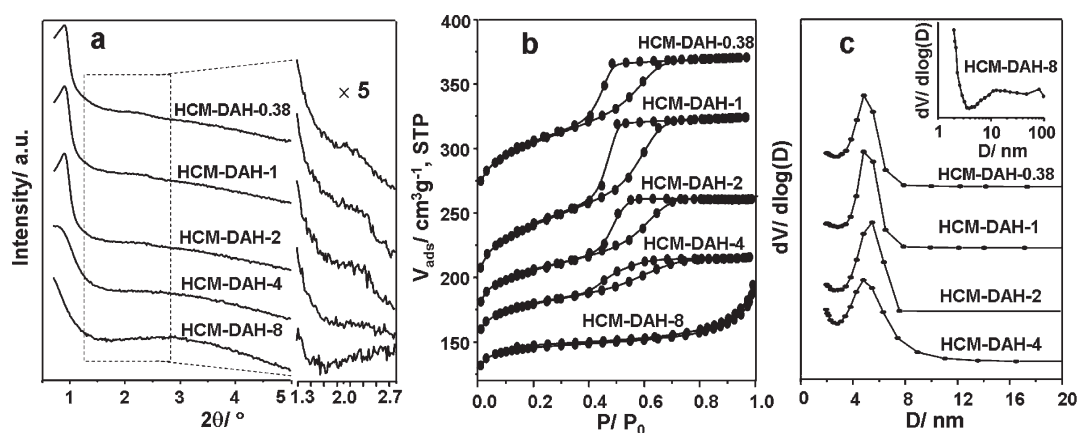 a
Intensity/ a.u.
HCM-DAH-0.38
HCM-DAH-1
HCM-DAH-2
HCM-DAH-4
HCM-DAH-8
× 5
1 2 3 4 5
1.3 2.0 2.7
2θ/ °
b
V_ads/ cm³g⁻¹, STP
400
350
300
250
200
150
HCM-DAH-0.38
HCM-DAH-1
HCM-DAH-2
HCM-DAH-4
HCM-DAH-8
0.0 0.2 0.4 0.6 0.8 1.0
P/ P₀
c
dV/ dlog(D)
dV/ dlog(D)
HCM-DAH-8
1 10 100
D/ nm
HCM-DAH-0.38
HCM-DAH-1
HCM-DAH-2
HCM-DAH-4
0 4 8 12 16 20
D/ nm